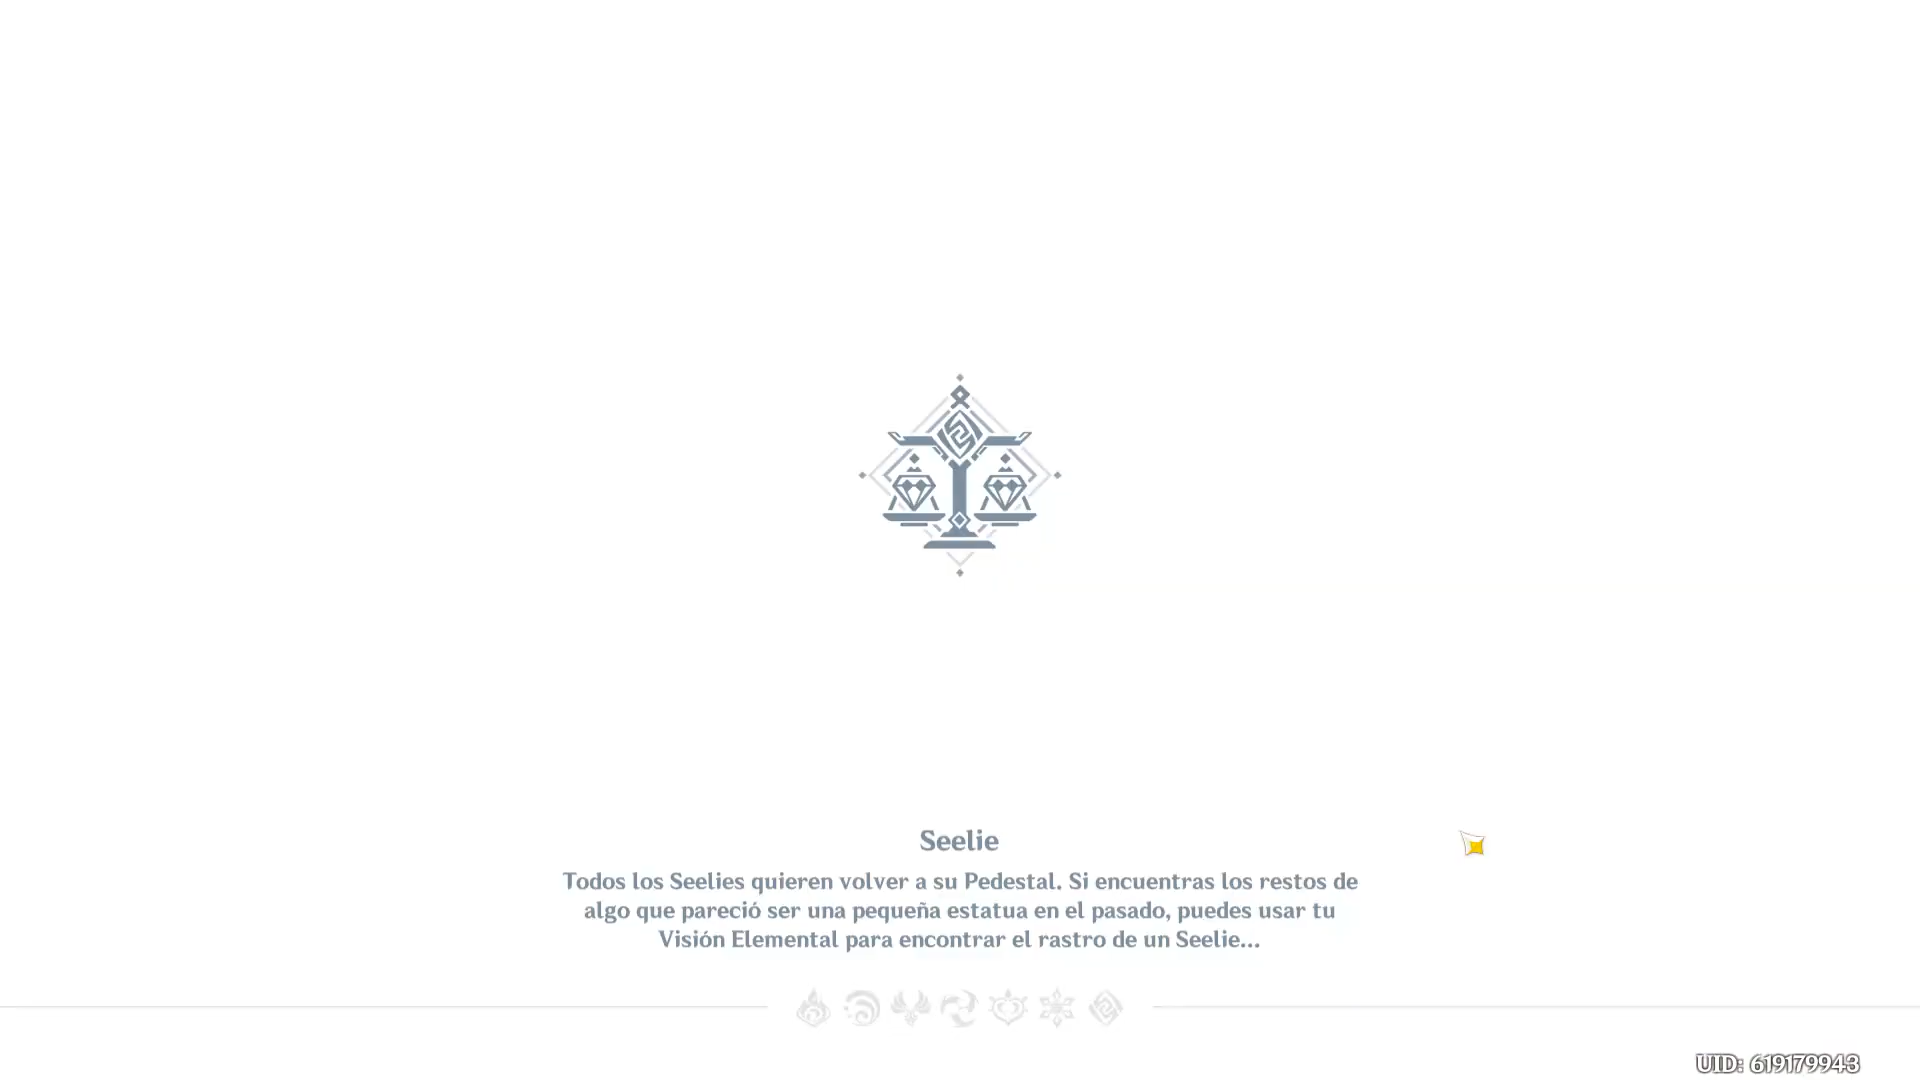 Seelie
Todos los Seelies quieren volver a su Pedestal. Si encuentras los restos de
algo que pareció ser una pequeña estatua en el pasado, puedes usar tu
Visión Elemental para encontrar el rastro de un Seelie...
UID: 619179943